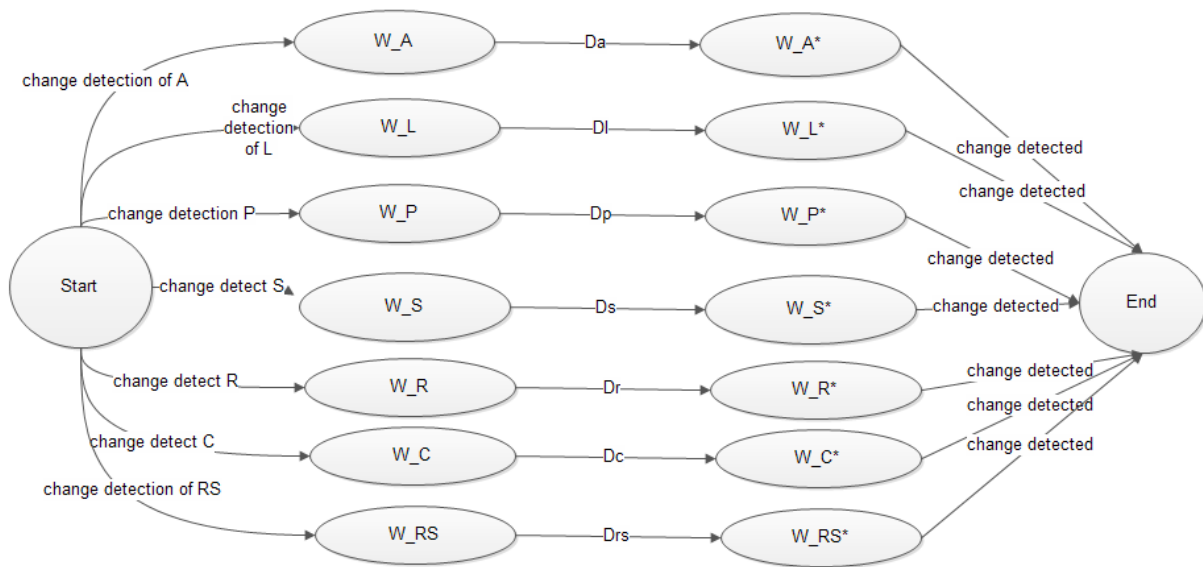 W_A
Da
W_A*
change detection of A
change
detection
of L
W_L
Dl
W_L*
change detected
change detected
change detection P
W_P
Dp
W_P*
change detected
Start
change detect S
W_S
Ds
W_S*
change detected
End
change detect R
W_R
Dr
W_R*
change detected
change detected
change detect C
W_C
Dc
W_C*
change detected
change detection of RS
W_RS
Drs
W_RS*